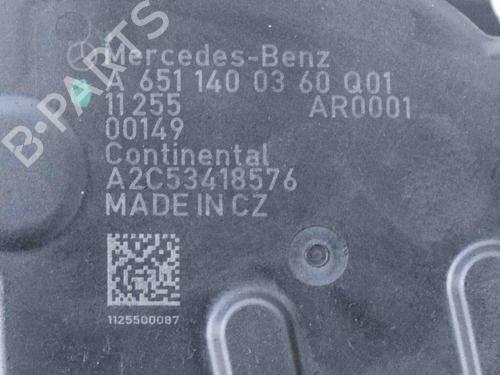 Mercedes-Benz
A 651 140 03 60 Q01
11255 AR0001
00149
Continental
A2C53418576
MADE IN CZ
1125500087
B-PARTS